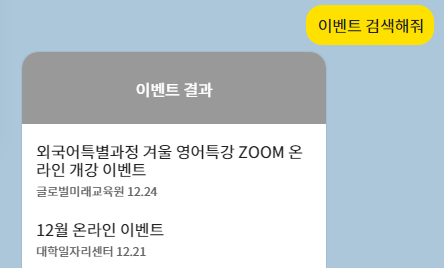 이벤트 검색해줘
이벤트 결과
외국어특별과정 겨울 영어특강 ZOOM 온
라인 개강 이벤트
글로벌미래교육원 12.24
12월 온라인 이벤트
대학일자리센터 12.21